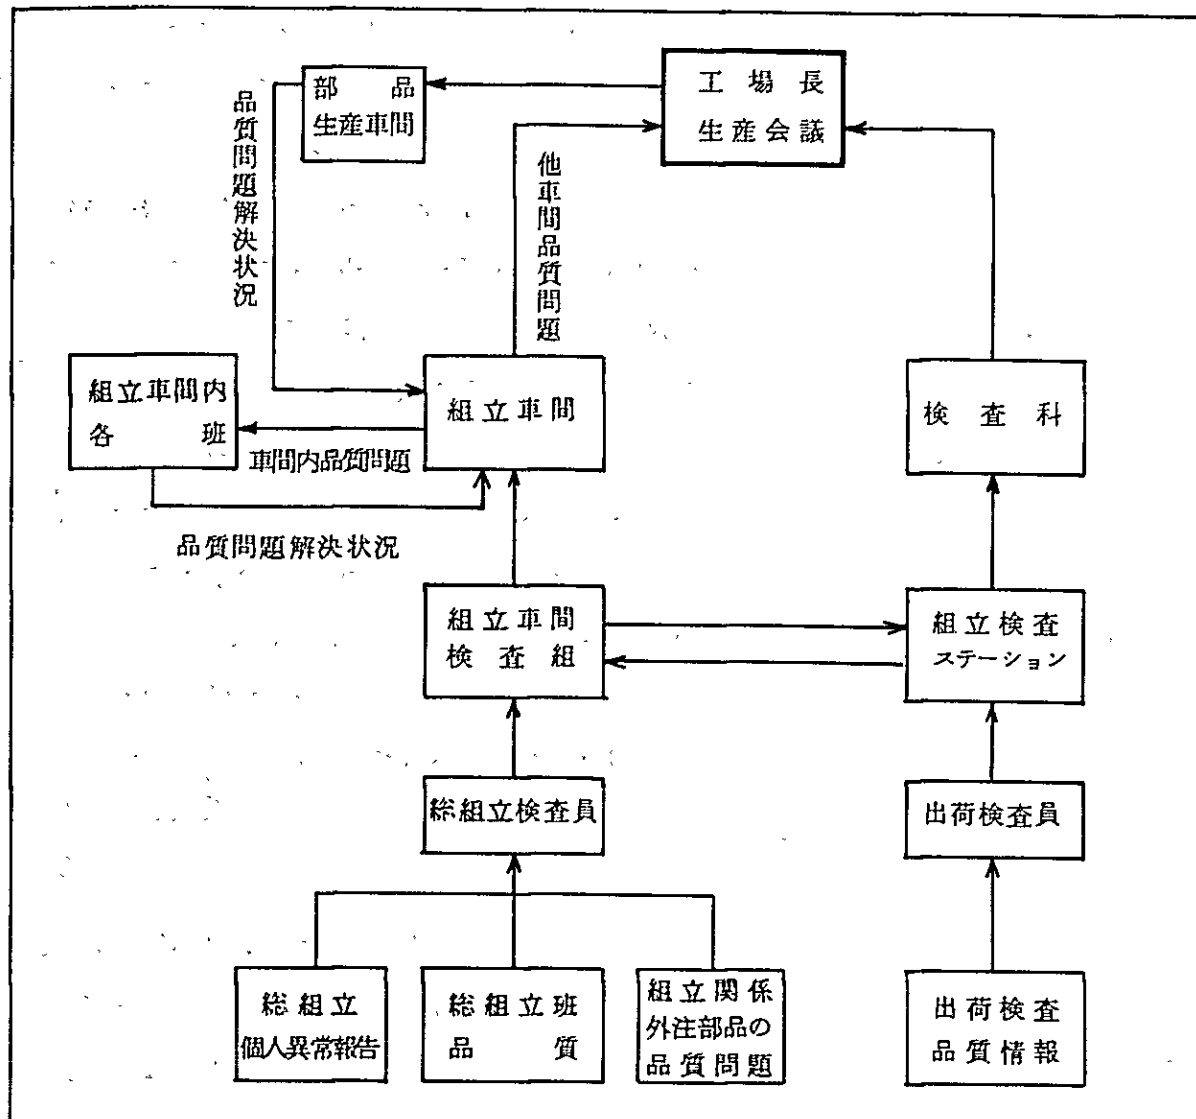 部品
生産車間
工場長
生産会議
品質問題解決状況
他車間品質問題
組立車間内
各班
組立車間
検査科
車間内品質問題
品質問題解決状況
組立車間
検査組
組立検査
ステーション
総組立検査員
出荷検査員
総組立
個人異常報告
総組立班
品質
組立関係
外注部品の
品質問題
出荷検査
品質情報